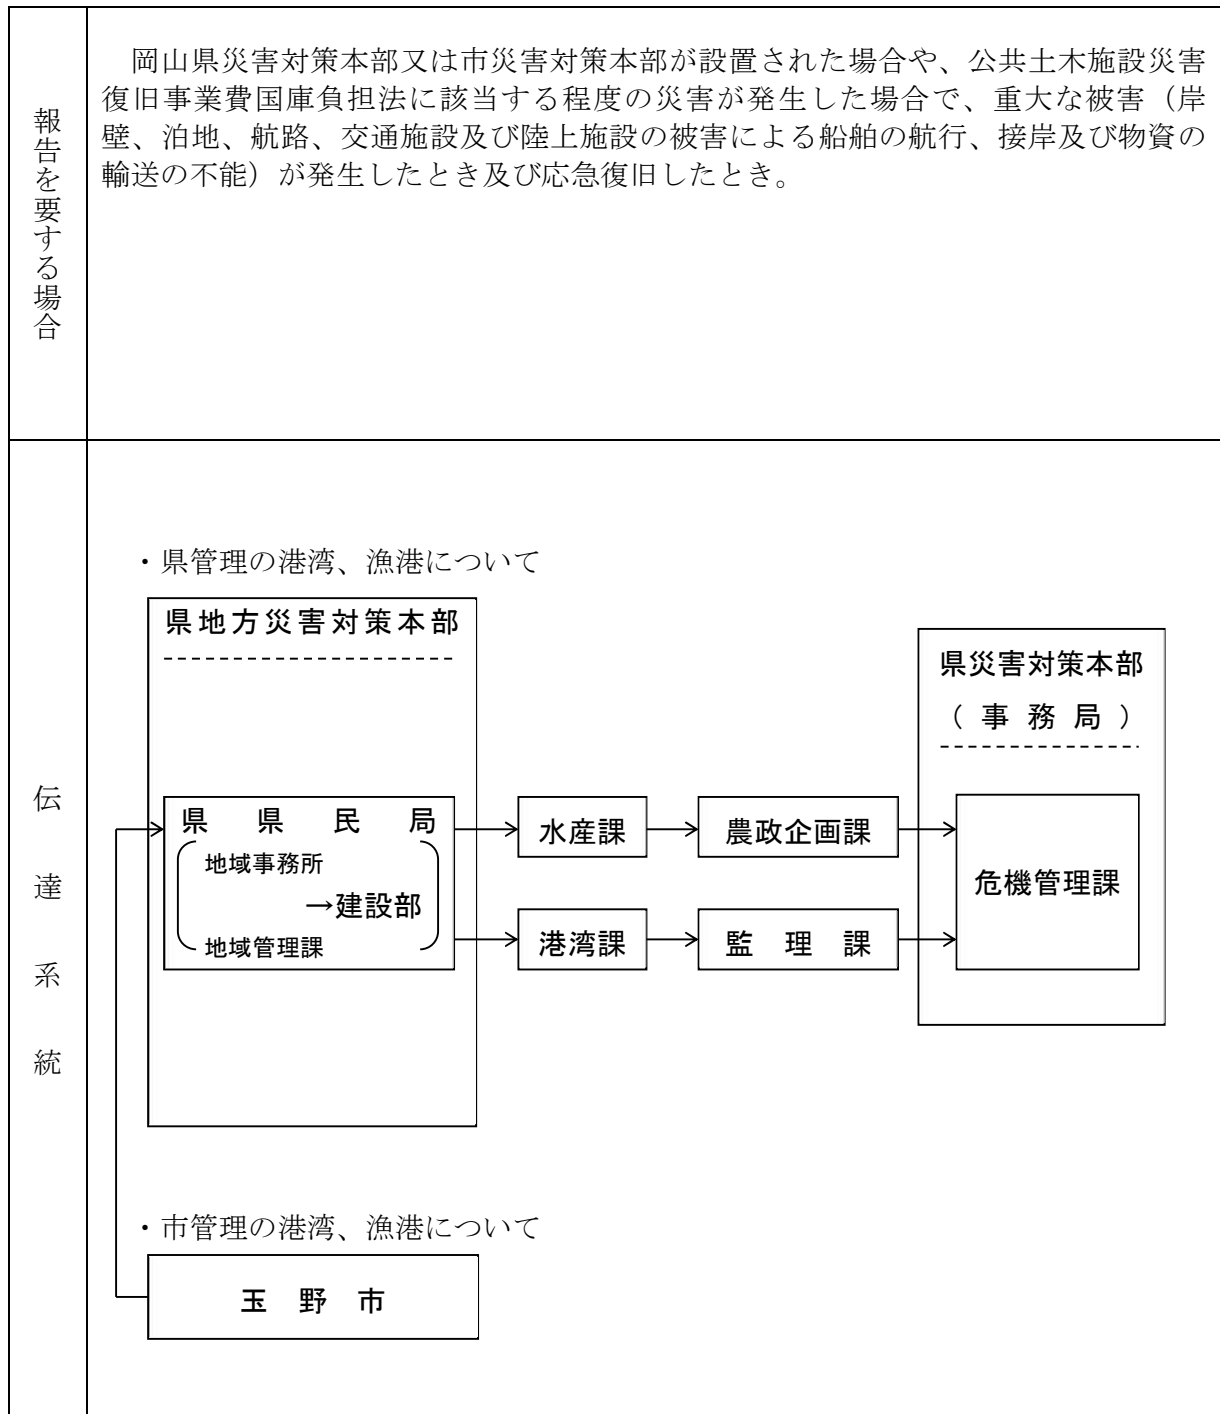 報告を要する場合
岡山県災害対策本部又は市災害対策本部が設置された場合や、公共土木施設災害
復旧事業費国庫負担法に該当する程度の災害が発生した場合で、重大な被害（岸
壁、泊地、航路、交通施設及び陸上施設の被害による船舶の航行、接岸及び物資の
輸送の不能）が発生したとき及び応急復旧したとき。
伝達系統
・県管理の港湾、漁港について
県地方災害対策本部
県県民局
地域事務所
→建設部
地域管理課
水産課
農政企画課
港湾課
監理課
県災害対策本部
（事務局）
危機管理課
・市管理の港湾、漁港について
玉野市